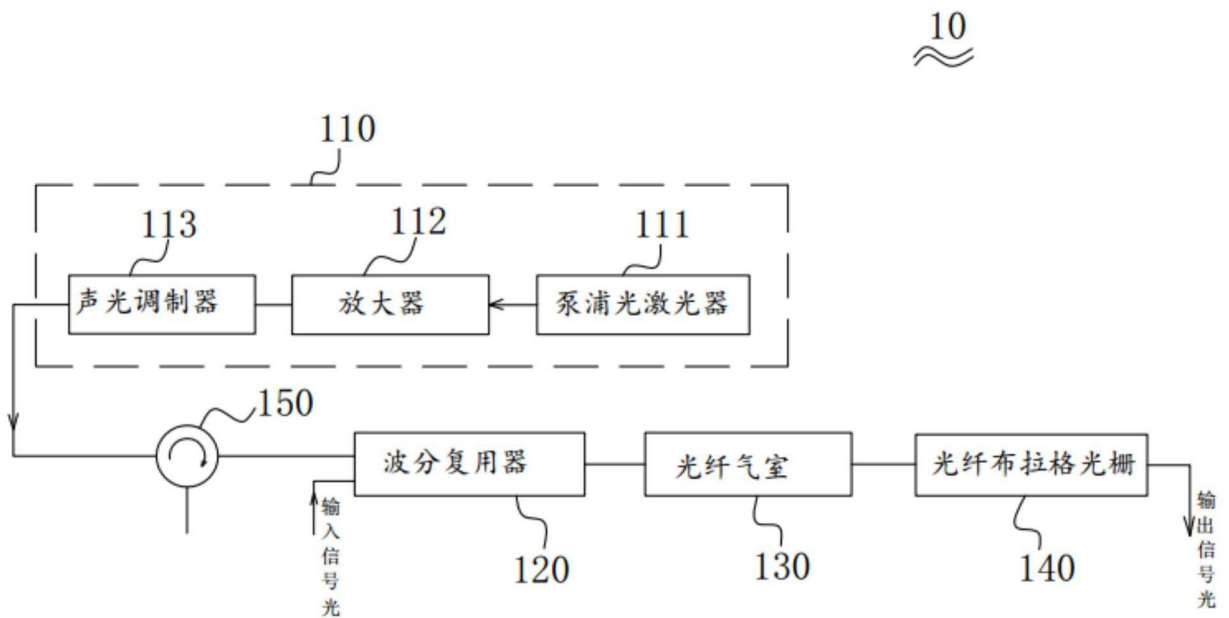 10
110
113
112
111
声光调制器
放大器
泵浦光激光器
150
波分复用器
光纤气室
光纤布拉格光栅
输入信号光
输出信号光
120
130
140